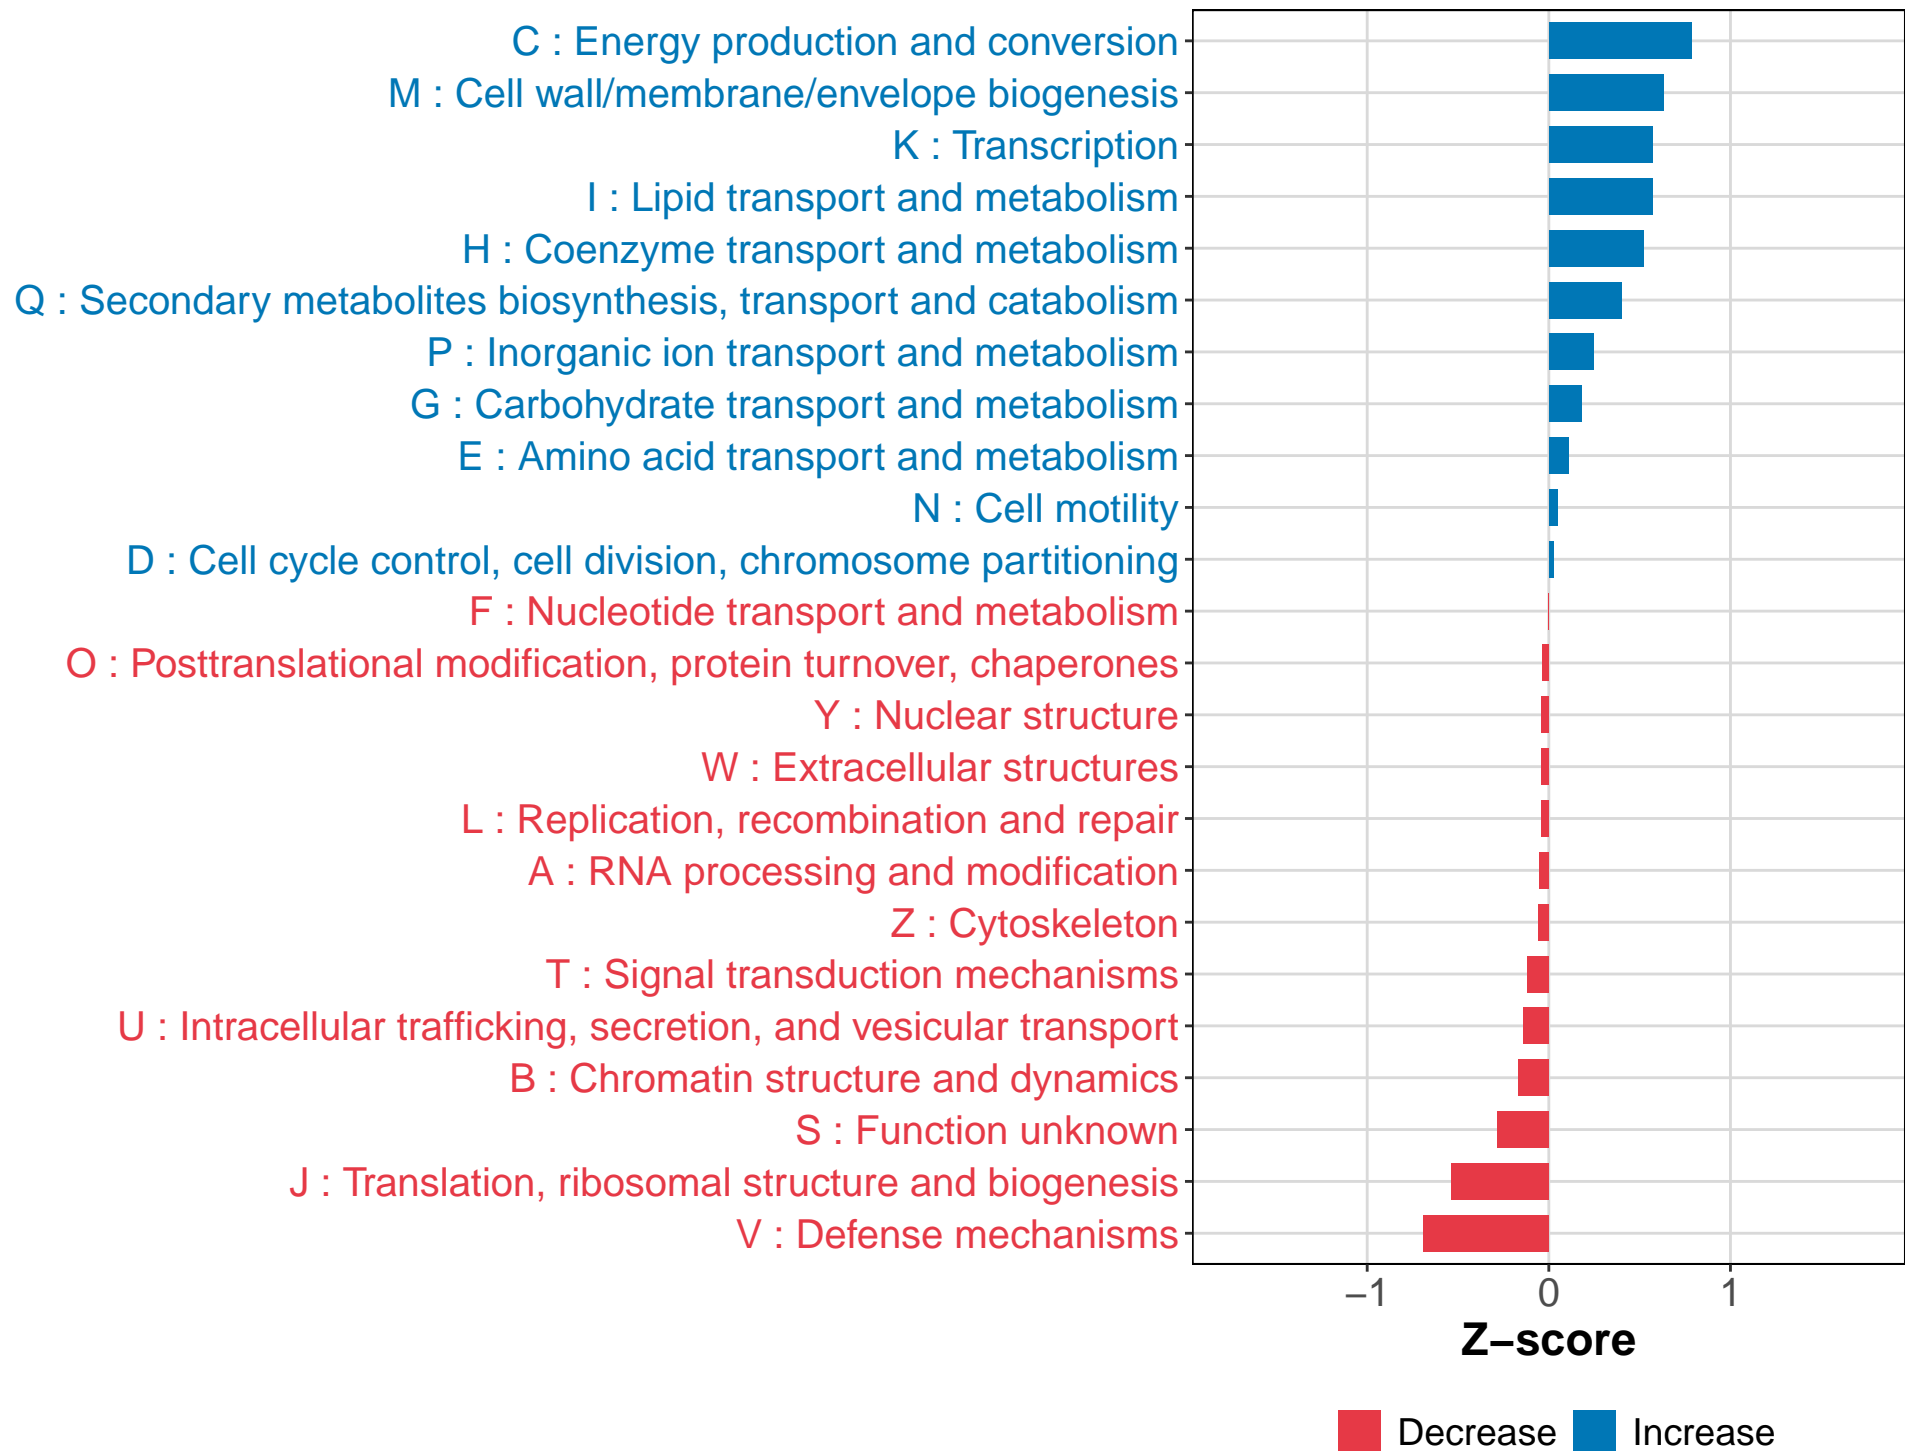 C : Energy production and conversion
M : Cell wall/membrane/envelope biogenesis
K : Transcription
I : Lipid transport and metabolism
H : Coenzyme transport and metabolism
Q : Secondary metabolites biosynthesis, transport and catabolism
P : Inorganic ion transport and metabolism
G : Carbohydrate transport and metabolism
E : Amino acid transport and metabolism
N : Cell motility
D : Cell cycle control, cell division, chromosome partitioning
F : Nucleotide transport and metabolism
O : Posttranslational modification, protein turnover, chaperones
Y : Nuclear structure
W : Extracellular structures
L : Replication, recombination and repair
A : RNA processing and modification
Z : Cytoskeleton
T : Signal transduction mechanisms
U : Intracellular trafficking, secretion, and vesicular transport
B : Chromatin structure and dynamics
S : Function unknown
J : Translation, ribosomal structure and biogenesis
V : Defense mechanisms
−1 0 1
Z−score
Decrease Increase